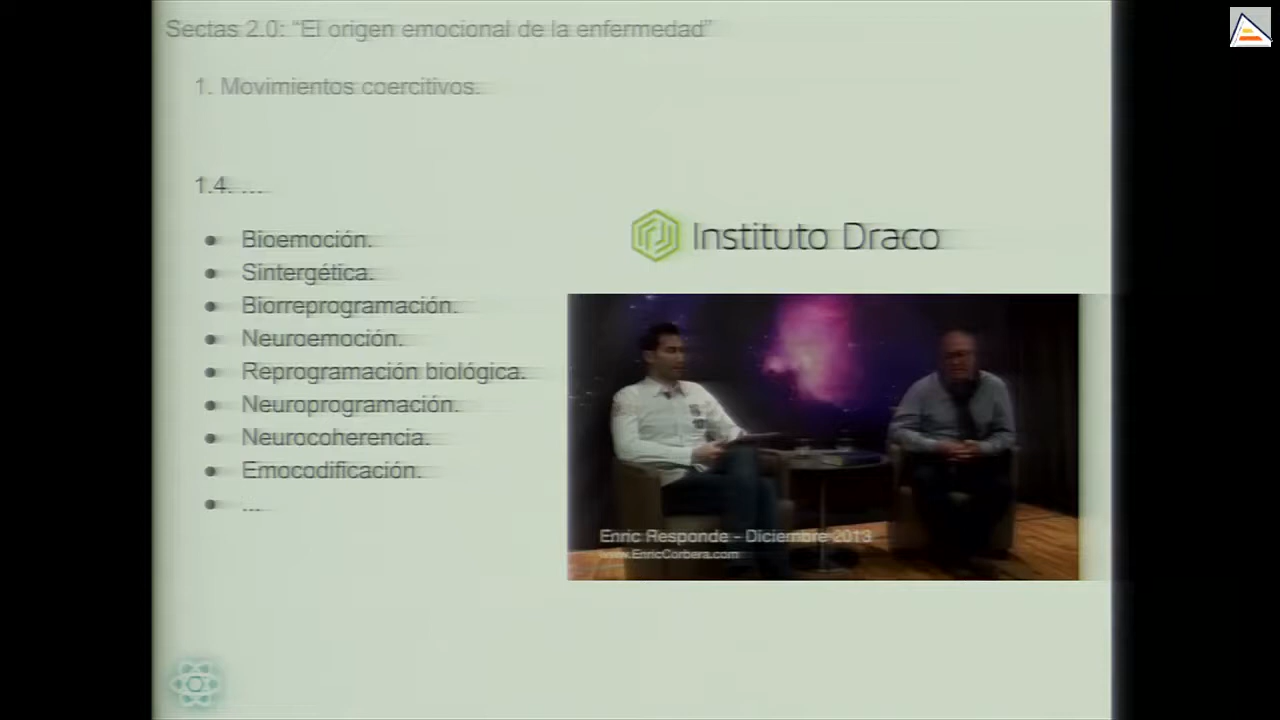 Sectas 2.0: “El origen emocional de la enfermedad”
1. Movimientos coercitivos.
1.4. ...
Bioemoción.
Sintergética.
Biorreprogramación.
Neuroemoción.
Reprogramación biológica.
Neuroprogramación.
Neurocoherencia.
Emocodificación.
...
Instituto Draco
Enric Responde - Diciembre 2013
www.EnricCorbera.com